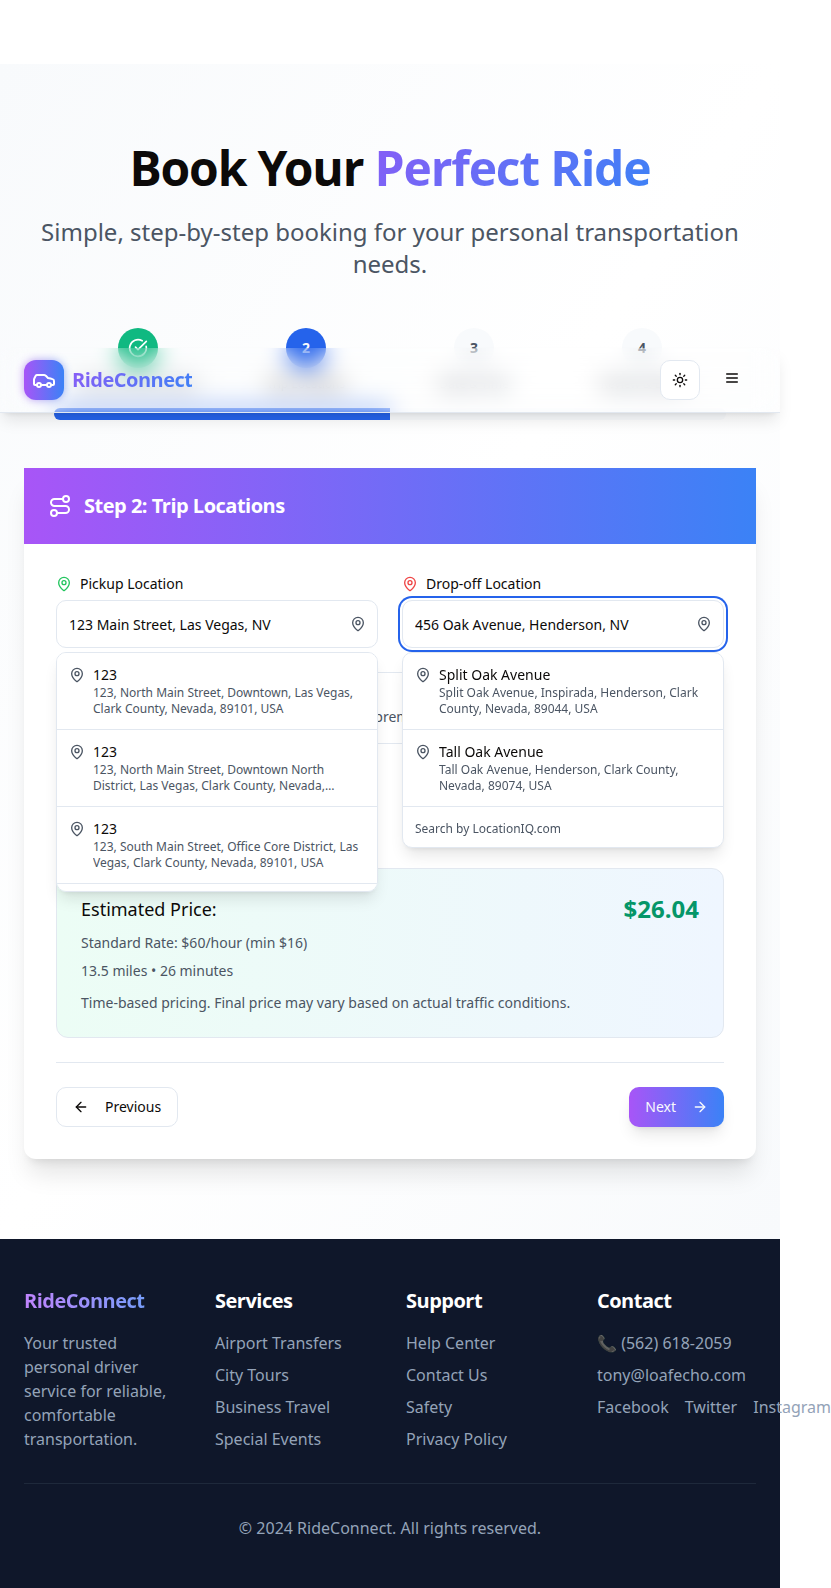 Book Your Perfect Ride
Simple, step-by-step booking for your personal transportation
needs.
2
3
4
RideConnect
Step 2: Trip Locations
Pickup Location
Drop-off Location
123 Main Street, Las Vegas, NV
456 Oak Avenue, Henderson, NV
123
123, North Main Street, Downtown, Las Vegas,
Clark County, Nevada, 89101, USA
123
123, North Main Street, Downtown North
District, Las Vegas, Clark County, Nevada,...
123
123, South Main Street, Office Core District, Las
Vegas, Clark County, Nevada, 89101, USA
Split Oak Avenue
Split Oak Avenue, Inspirada, Henderson, Clark
County, Nevada, 89044, USA
Tall Oak Avenue
Tall Oak Avenue, Henderson, Clark County,
Nevada, 89074, USA
Search by LocationIQ.com
Estimated Price:
$26.04
Standard Rate: $60/hour (min $16)
13.5 miles • 26 minutes
Time-based pricing. Final price may vary based on actual traffic conditions.
Previous
Next
RideConnect
Your trusted
personal driver
service for reliable,
comfortable
transportation.
Services
Airport Transfers
City Tours
Business Travel
Special Events
Support
Help Center
Contact Us
Safety
Privacy Policy
Contact
📞 (562) 618-2059
tony@loafecho.com
Facebook Twitter Instagram
© 2024 RideConnect. All rights reserved.